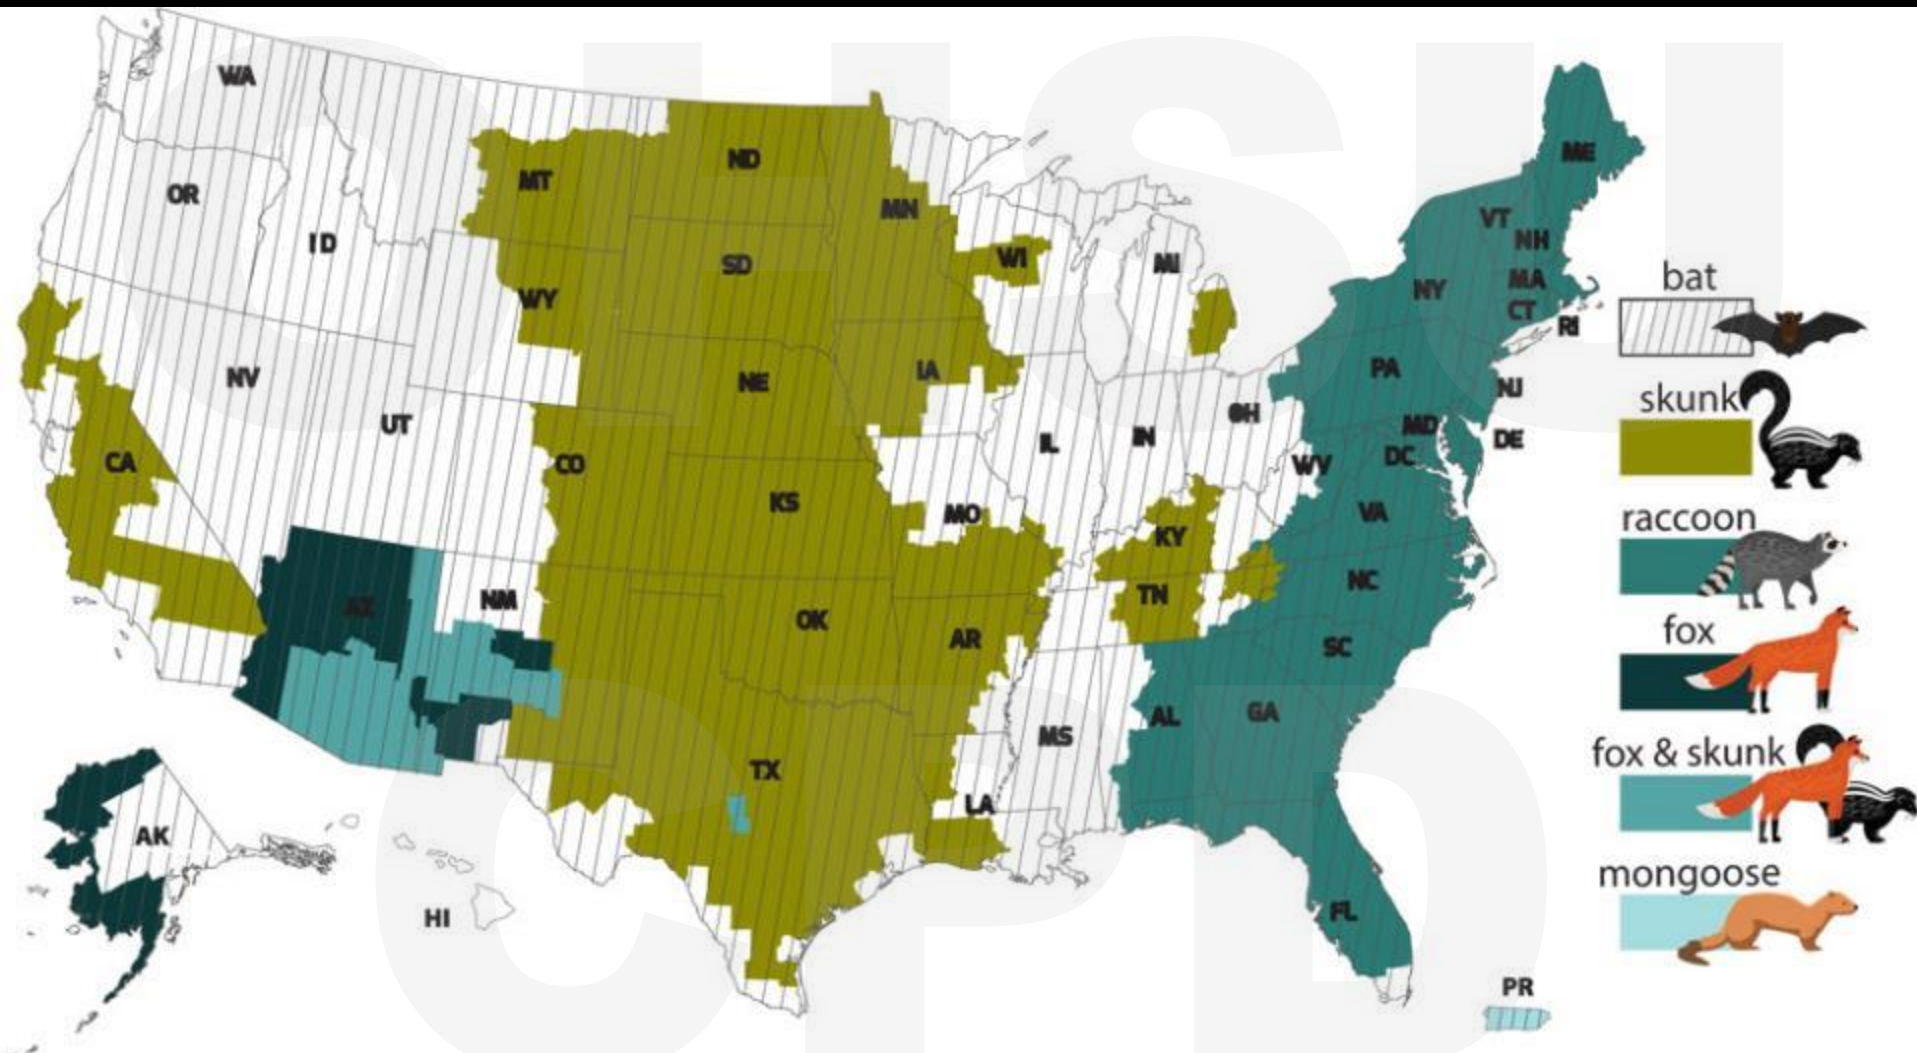 WA
OR
ID
MT
ND
MN
WI
MI
ME
VT
NH
MA
CT
RI
NY
SD
WY
NV
UT
CA
CO
NE
IA
IL
IN
OH
PA
NJ
MD
DE
DC
WV
VA
KS
MO
KY
AZ
NM
OK
AR
TN
NC
SC
TX
LA
MS
AL
GA
FL
AK
HI
PR
bat
skunk
raccoon
fox
fox & skunk
mongoose